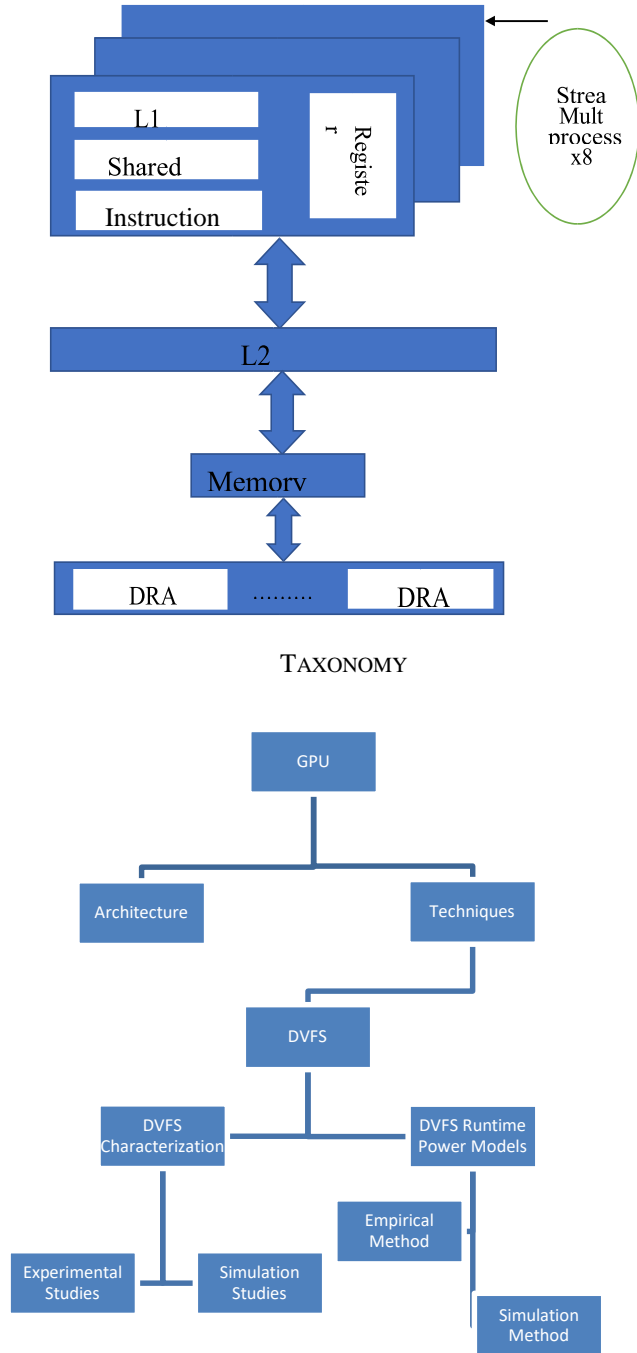 L1
Shared
Instruction
Registe
r
Strea
Mult
process
x8
L2
Memory
DRA
.........
DRA
TAXONOMY
GPU
Architecture
Techniques
DVFS
DVFS
Characterization
DVFS Runtime
Power Models
Empirical
Method
Experimental
Studies
Simulation
Studies
Simulation
Method